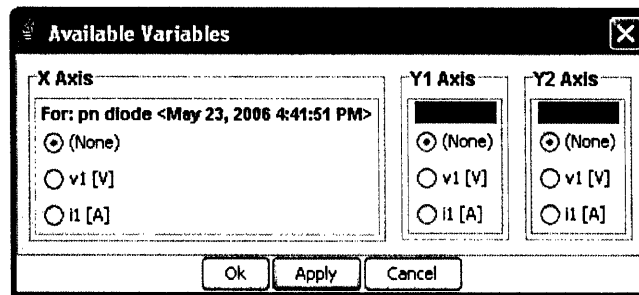 Available Variables
X Axis
For: pn diode <May 23, 2006 4:41:51 PM>
(None)
v1 [V]
i1 [A]
Y1 Axis
(None)
v1 [V]
i1 [A]
Y2 Axis
(None)
v1 [V]
i1 [A]
Ok
Apply
Cancel